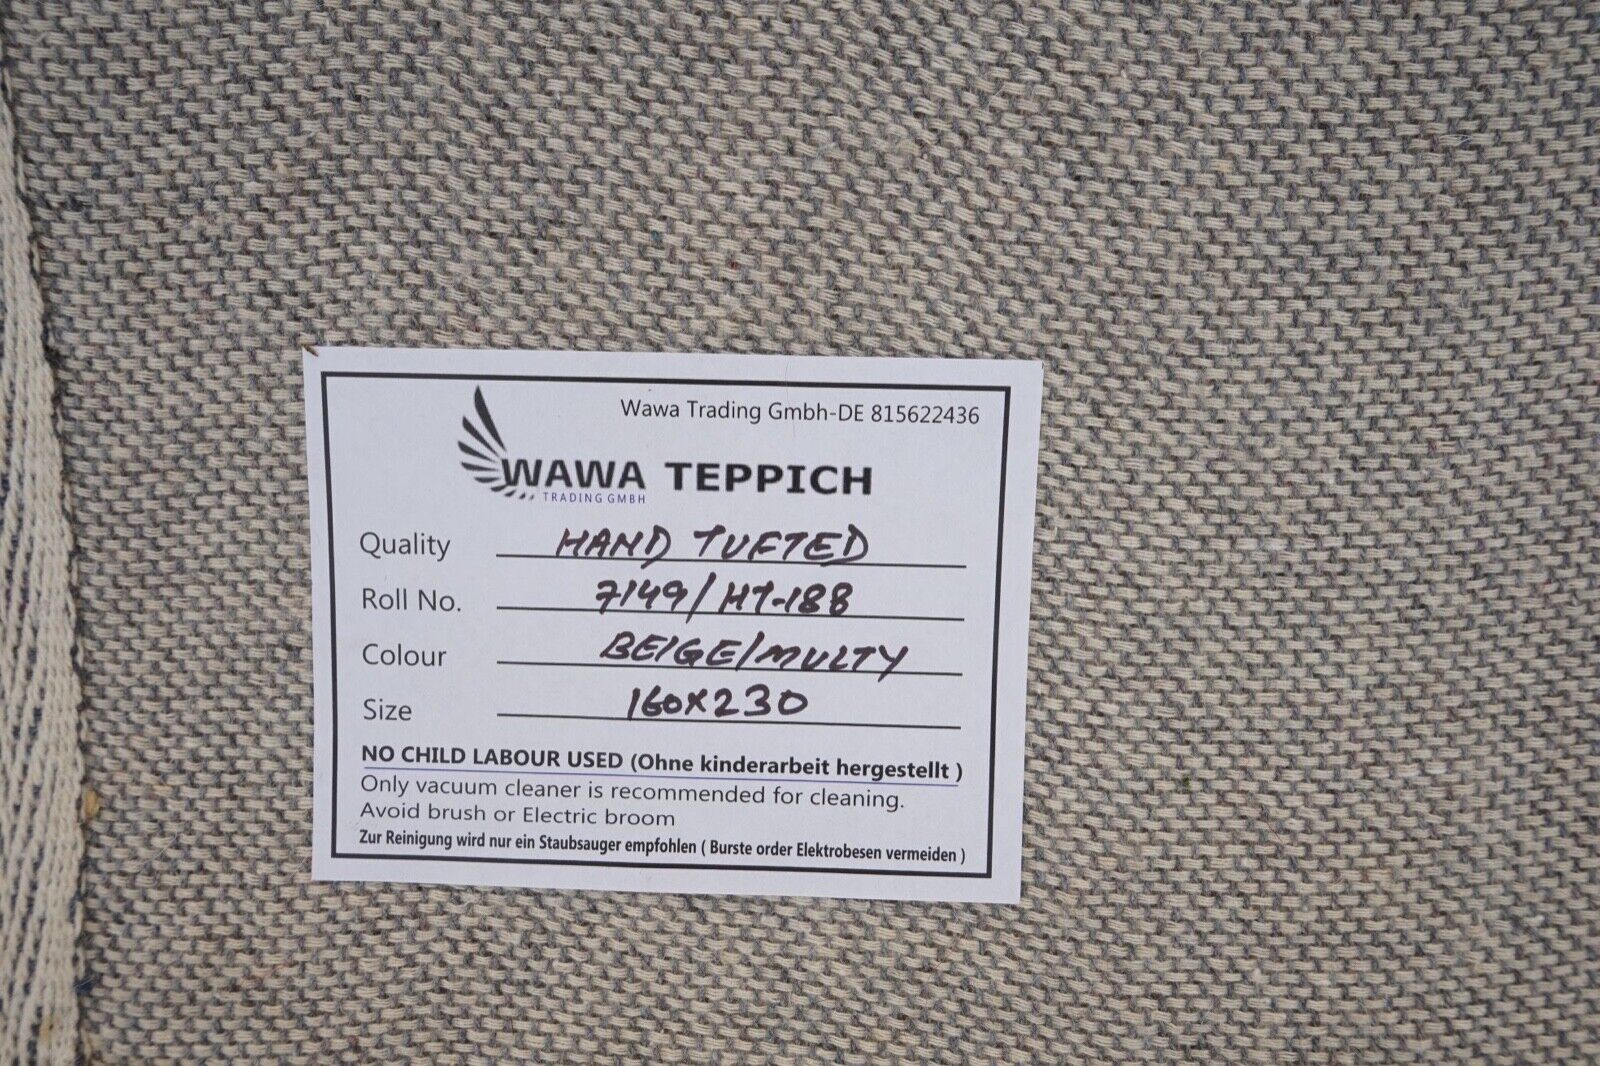 Wawa Trading Gmbh-DE 815622436
WAWA TEPPICH
TRADING GMBH
Quality HAND TUFTED
Roll No. 7149/HT-188
Colour BEIGE/MULTY
Size 160X230
NO CHILD LABOUR USED (Ohne kinderarbeit hergestellt )
Only vacuum cleaner is recommended for cleaning.
Avoid brush or Electric broom
Zur Reinigung wird nur ein Staubsauger empfohlen ( Burste order Elektrobesen vermeiden )